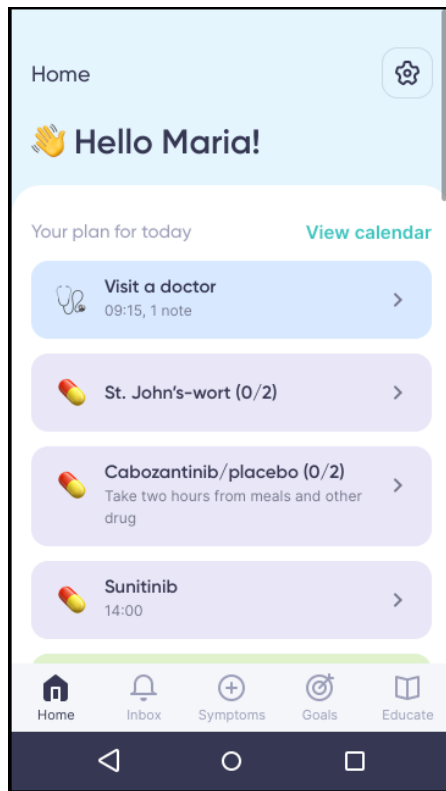 Home
👋 Hello Maria!
Your plan for today
View calendar
Visit a doctor
09:15, 1 note
St. John's-wort (0/2)
Cabozantinib/placebo (0/2)
Take two hours from meals and other
drug
Sunitinib
14:00
Home
Inbox
Symptoms
Goals
Educate